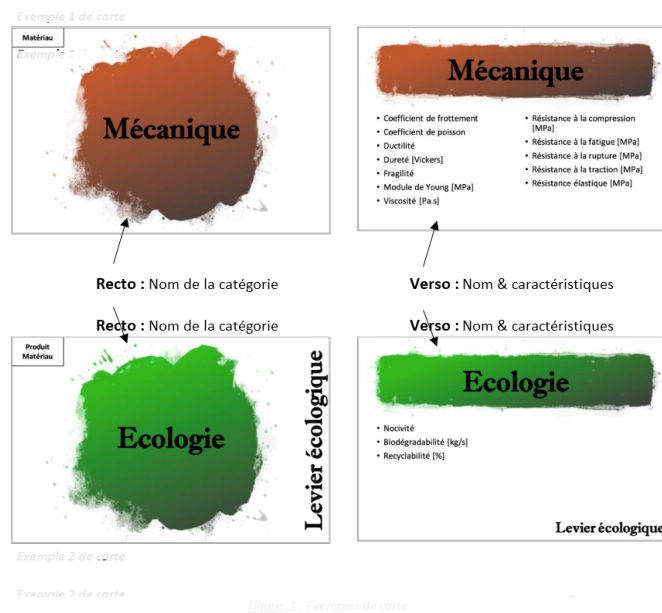 Exemple 1 de carte
Matériau
Exemple
Mécanique
Mécanique
• Coefficient de frottement
• Coefficient de poisson
• Ductilité
• Dureté [Vickers]
• Fragilité
• Module de Young [MPa]
• Viscosité [Pa.s]
• Résistance à la compression
[MPa]
• Résistance à la fatigue [MPa]
• Résistance à la rupture [MPa]
• Résistance à la traction [MPa]
• Résistance élastique [MPa]
Recto : Nom de la catégorie
Verso : Nom & caractéristiques
Recto : Nom de la catégorie
Verso : Nom & caractéristiques
Produit
Matériau
Ecologie
Levier écologique
Ecologie
• Nocivité
• Biodégradabilité [kg/s]
• Recyclabilité [%]
Levier écologique
Exemple 2 de carte
Exemple 2 de carte
Figure 1 : Exemples de carte